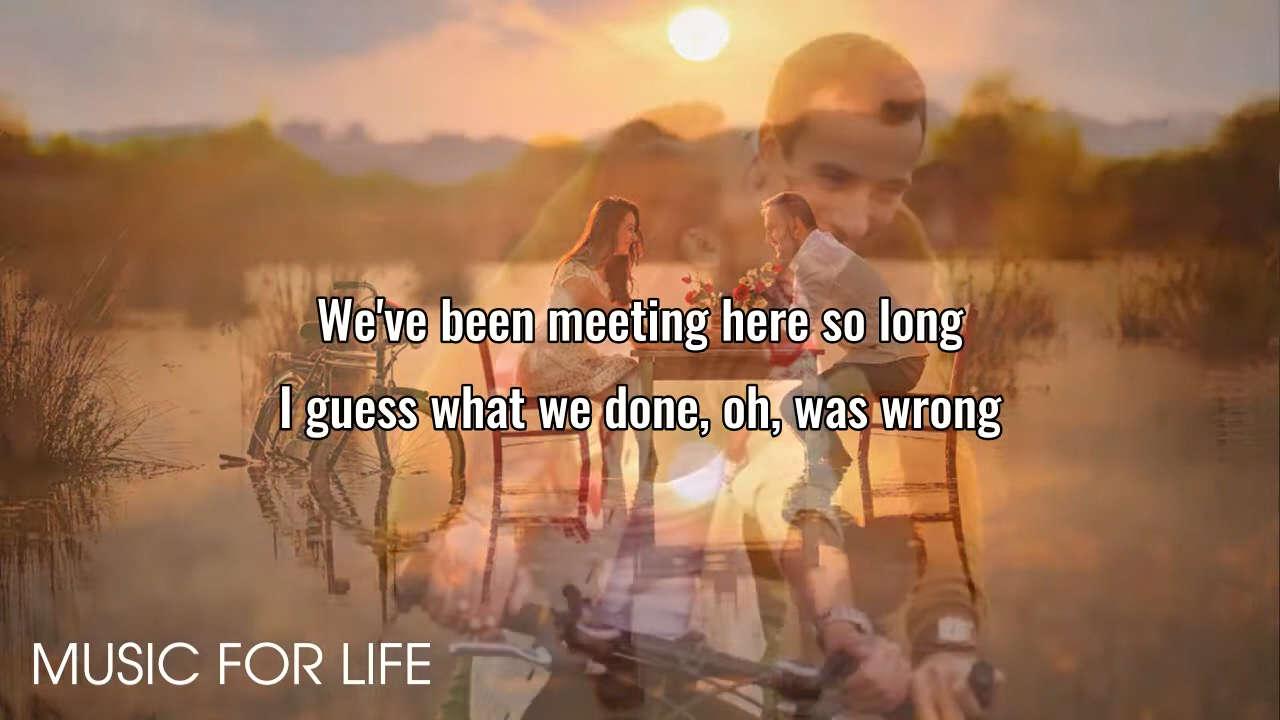 We've been meeting here so long
I guess what we done, oh, was wrong
MUSIC FOR LIFE